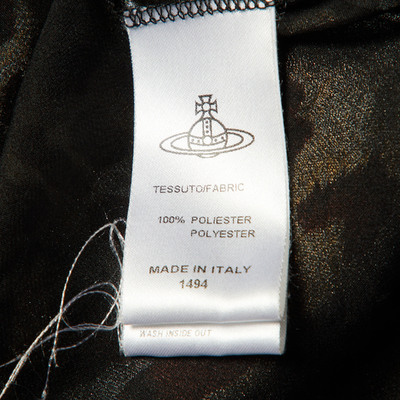 TESSUTO/FABRIC
100% POLIESTER
POLYESTER
MADE IN ITALY
1494
WASH INSIDE OUT